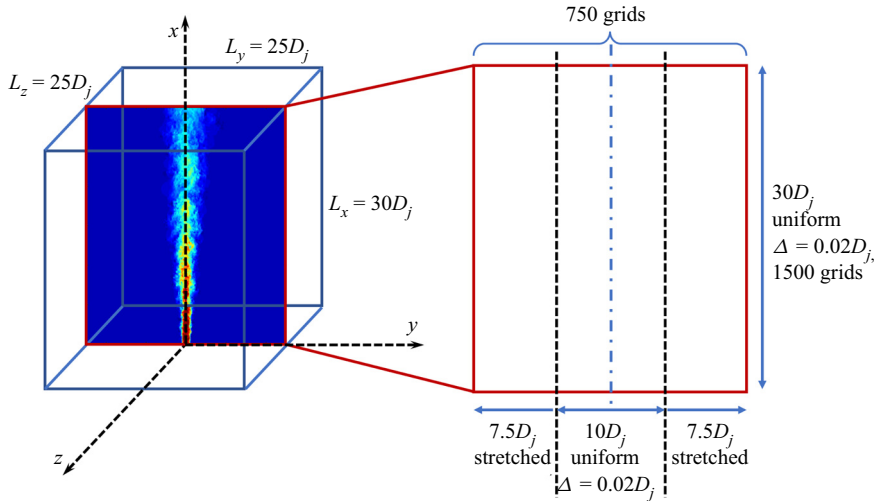 x
L_y = 25D_j
L_z = 25D_j
L_x = 30D_j
y
z
750 grids
30D_j
uniform
Δ = 0.02D_j,
1500 grids
7.5D_j
stretched
10D_j
uniform
Δ = 0.02D_j
7.5D_j
stretched